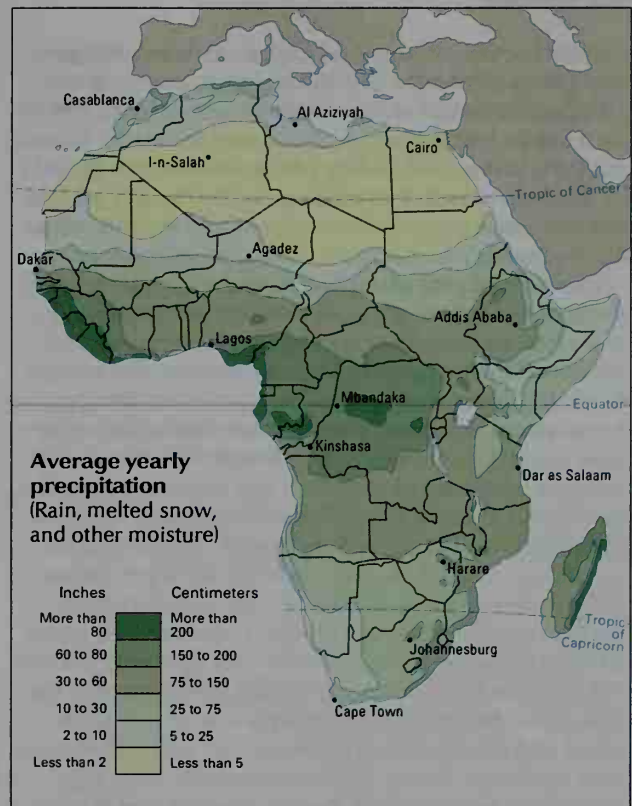 Casablanca
Al Aziziyah
Cairo
I-n-Salah
Tropic of Cancer
Dakar
Agadez
Addis Ababa
Lagos
Mbandaka
Equator
Kinshasa
Dar as Salaam
Average yearly
precipitation
(Rain, melted snow,
and other moisture)
Harare
Inches Centimeters
More than 80 More than 200
60 to 80 150 to 200
30 to 60 75 to 150
10 to 30 25 to 75
2 to 10 5 to 25
Less than 2 Less than 5
Tropic
of
Capricorn
Johannesburg
Cape Town